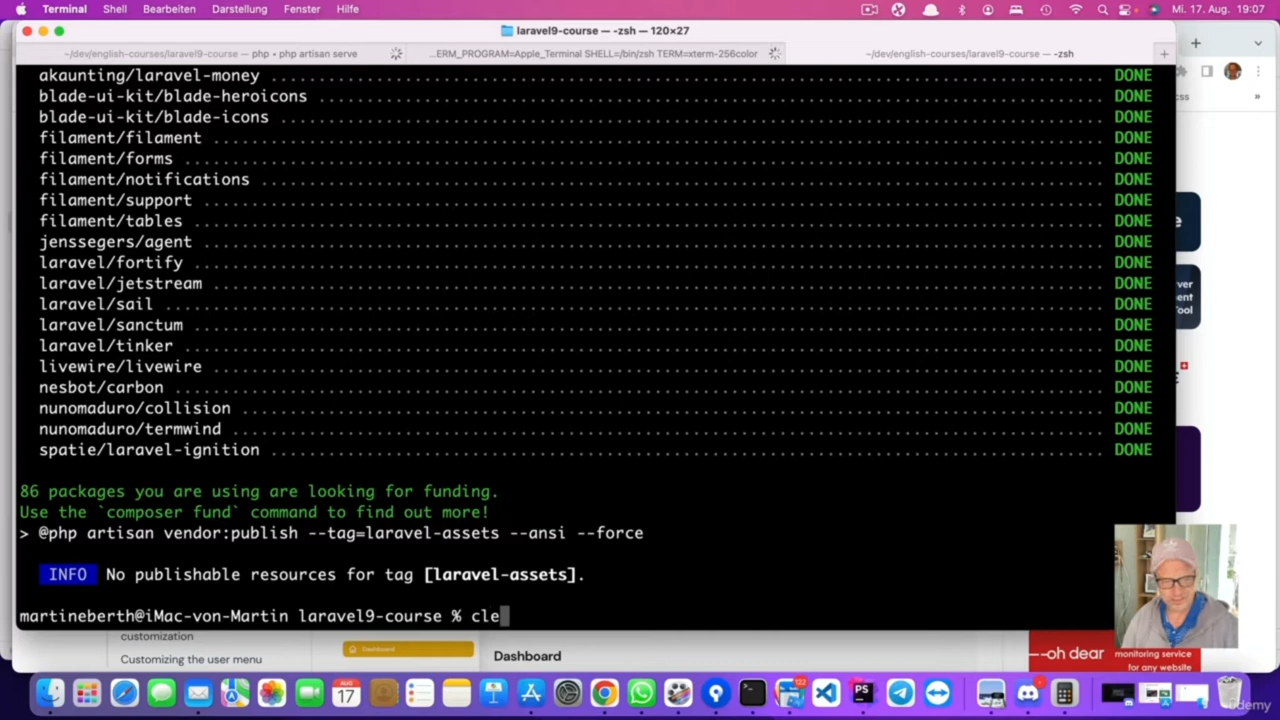 Terminal Shell Bearbeiten Darstellung Fenster Hilfe Mi. 17. Aug. 19:07
laravel9-course — -zsh — 120×27
~/dev/english-courses/laravel9-course — php • php artisan serve ...ERM_PROGRAM=Apple_Terminal SHELL=/bin/zsh TERM=xterm-256color ~/dev/english-courses/laravel9-course — -zsh
akaunting/laravel-money DONE
blade-ui-kit/blade-heroicons DONE
blade-ui-kit/blade-icons DONE
filament/filament DONE
filament/forms DONE
filament/notifications DONE
filament/support DONE
filament/tables DONE
jenssegers/agent DONE
laravel/fortify DONE
laravel/jetstream DONE
laravel/sail DONE
laravel/sanctum DONE
laravel/tinker DONE
livewire/livewire DONE
nesbot/carbon DONE
nunomaduro/collision DONE
nunomaduro/termwind DONE
spatie/laravel-ignition DONE
86 packages you are using are looking for funding.
Use the `composer fund` command to find out more!
> @php artisan vendor:publish --tag=laravel-assets --ansi --force
INFO No publishable resources for tag [laravel-assets].
martineberth@iMac-von-Martin laravel9-course % cle
customization
Customizing the user menu
Dashboard
Dashboard
--oh dear
monitoring service
for any website
AUG
17
122
PS
udemy